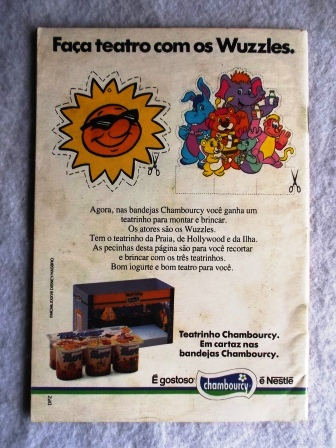 Faça teatro com os Wuzzles.
Agora, nas bandejas Chambourcy você ganha um
teatrinho para montar e brincar.
Os atores são os Wuzzles.
Tem o teatrinho da Praia, de Hollywood e da Ilha.
As pecinhas desta página são para você recortar
e brincar com os três teatrinhos.
Bom iogurte e bom teatro para você.
Teatrinho Chambourcy.
Em cartaz nas
bandejas Chambourcy.
É gostoso
chambourcy
é Nestlé
DPZ